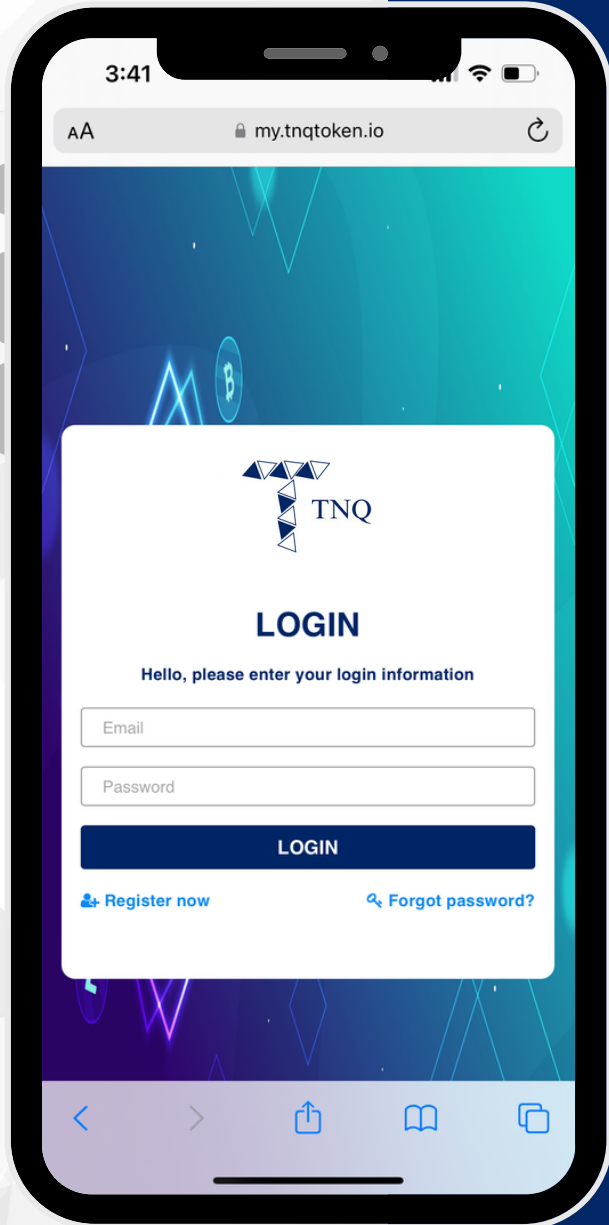 3:41
AA my.tnqtoken.io
TNQ
LOGIN
Hello, please enter your login information
Email
Password
LOGIN
Register now Forgot password?